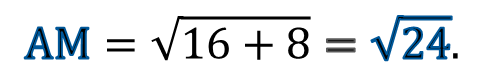 AM = √16 + 8 = √24.